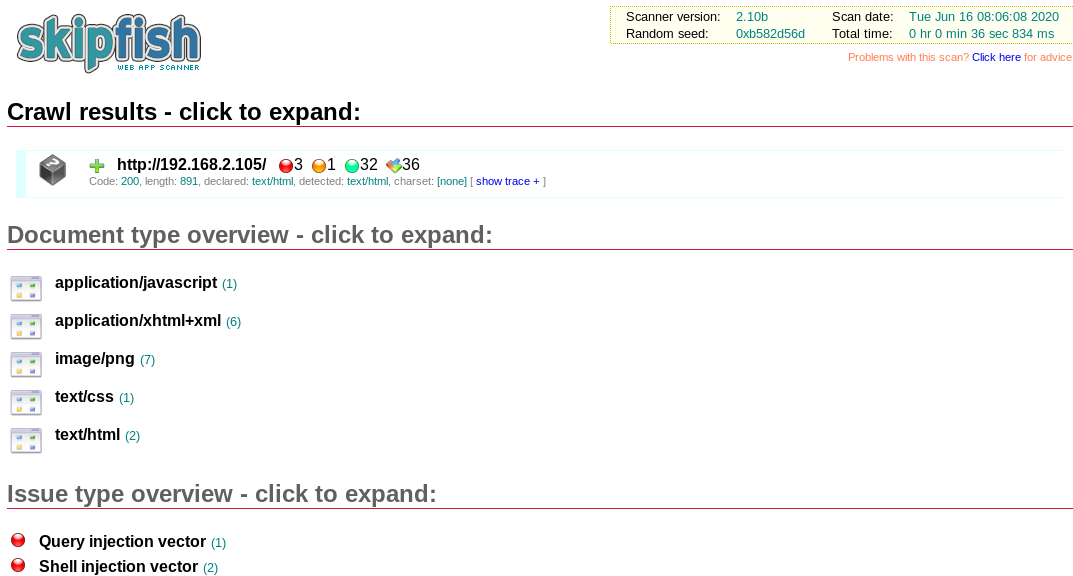 skipfish
WEB APP SCANNER
Scanner version: 2.10b Scan date: Tue Jun 16 08:06:08 2020
Random seed: 0xb582d56d Total time: 0 hr 0 min 36 sec 834 ms
Problems with this scan? Click here for advice
Crawl results - click to expand:
http://192.168.2.105/ 3 1 32 36
Code: 200, length: 891, declared: text/html, detected: text/html, charset: [none] [ show trace + ]
Document type overview - click to expand:
application/javascript (1)
application/xhtml+xml (6)
image/png (7)
text/css (1)
text/html (2)
Issue type overview - click to expand:
Query injection vector (1)
Shell injection vector (2)